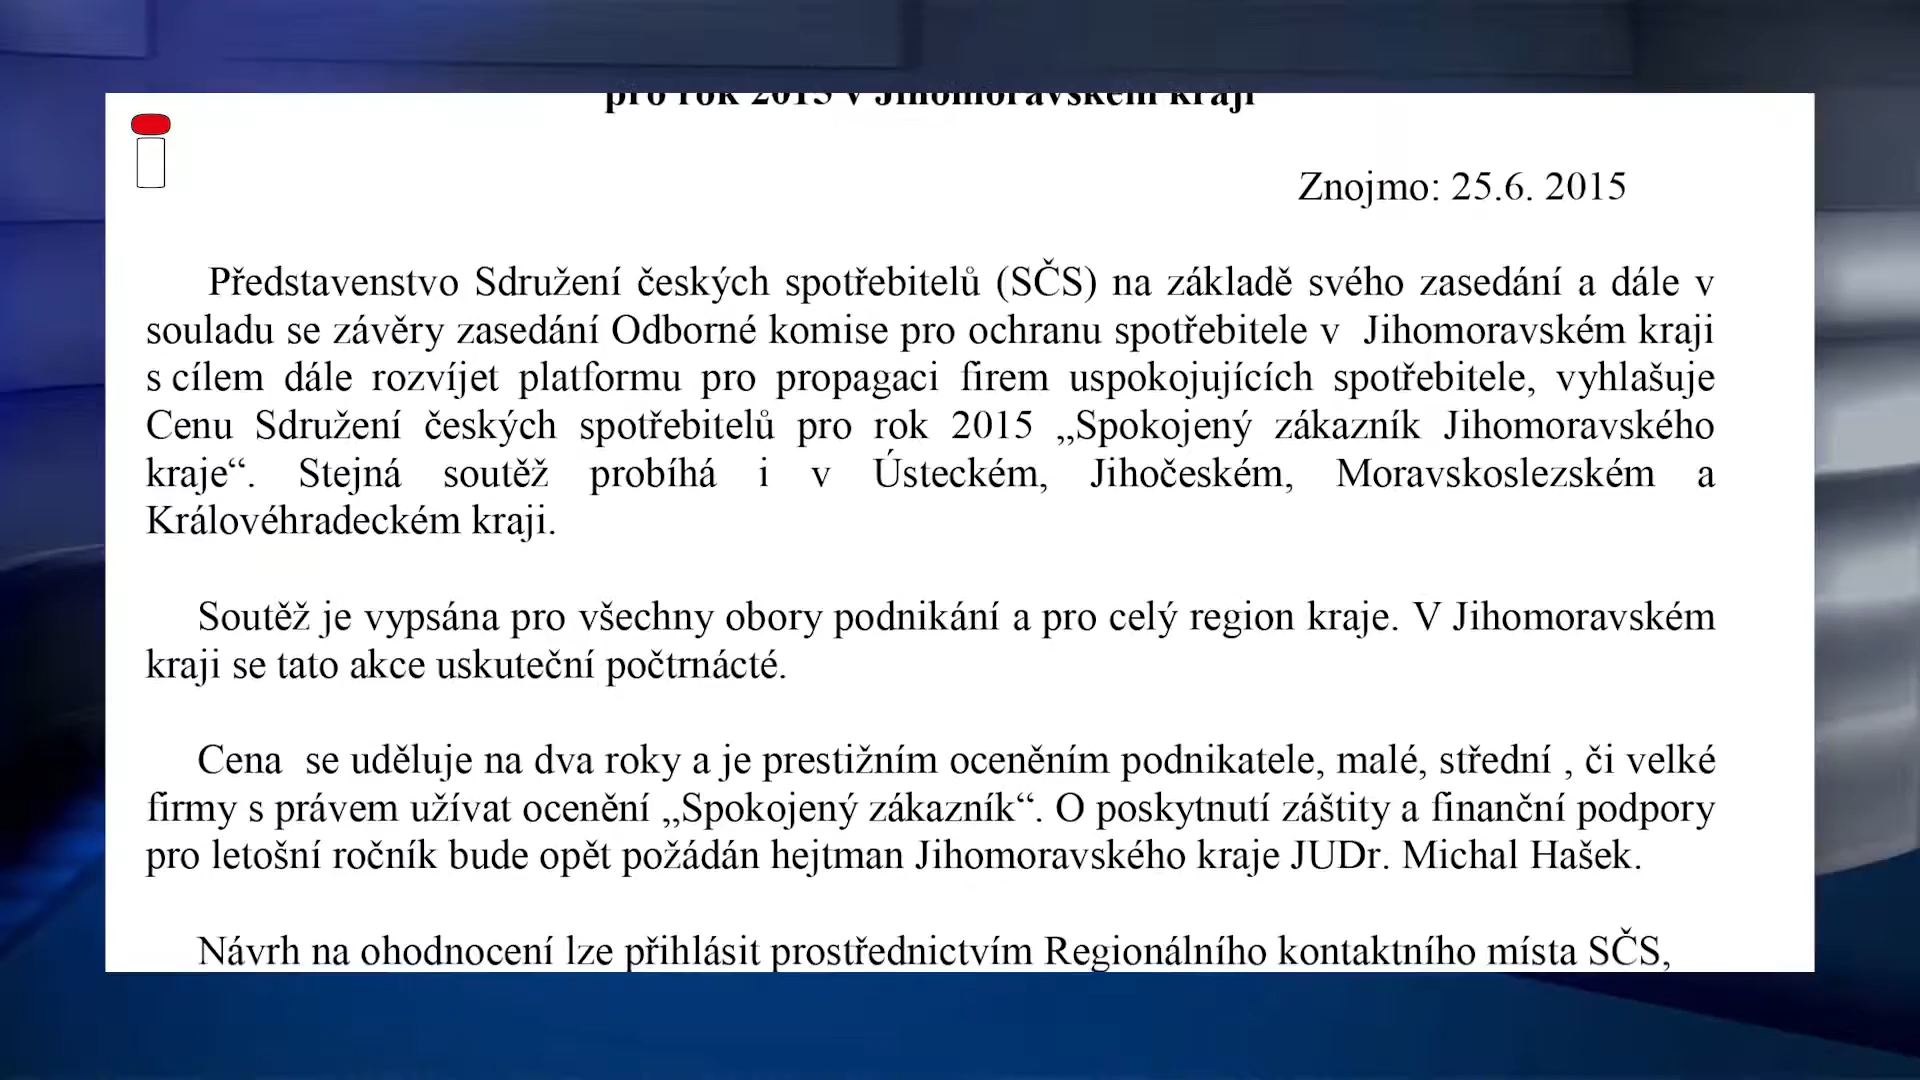 pro rok 2015 v Jihomoravském kraji
Znojmo: 25.6. 2015
Představenstvo Sdružení českých spotřebitelů (SČS) na základě svého zasedání a dále v
souladu se závěry zasedání Odborné komise pro ochranu spotřebitele v Jihomoravském kraji
s cílem dále rozvíjet platformu pro propagaci firem uspokojujících spotřebitele, vyhlašuje
Cenu Sdružení českých spotřebitelů pro rok 2015 „Spokojený zákazník Jihomoravského
kraje“. Stejná soutěž probíhá i v Ústeckém, Jihočeském, Moravskoslezském a
Královéhradeckém kraji.
Soutěž je vypsána pro všechny obory podnikání a pro celý region kraje. V Jihomoravském
kraji se tato akce uskuteční počtrnácté.
Cena se uděluje na dva roky a je prestižním oceněním podnikatele, malé, střední , či velké
firmy s právem užívat ocenění „Spokojený zákazník“. O poskytnutí záštity a finanční podpory
pro letošní ročník bude opět požádán hejtman Jihomoravského kraje JUDr. Michal Hašek.
Návrh na ohodnocení lze přihlásit prostřednictvím Regionálního kontaktního místa SČS,